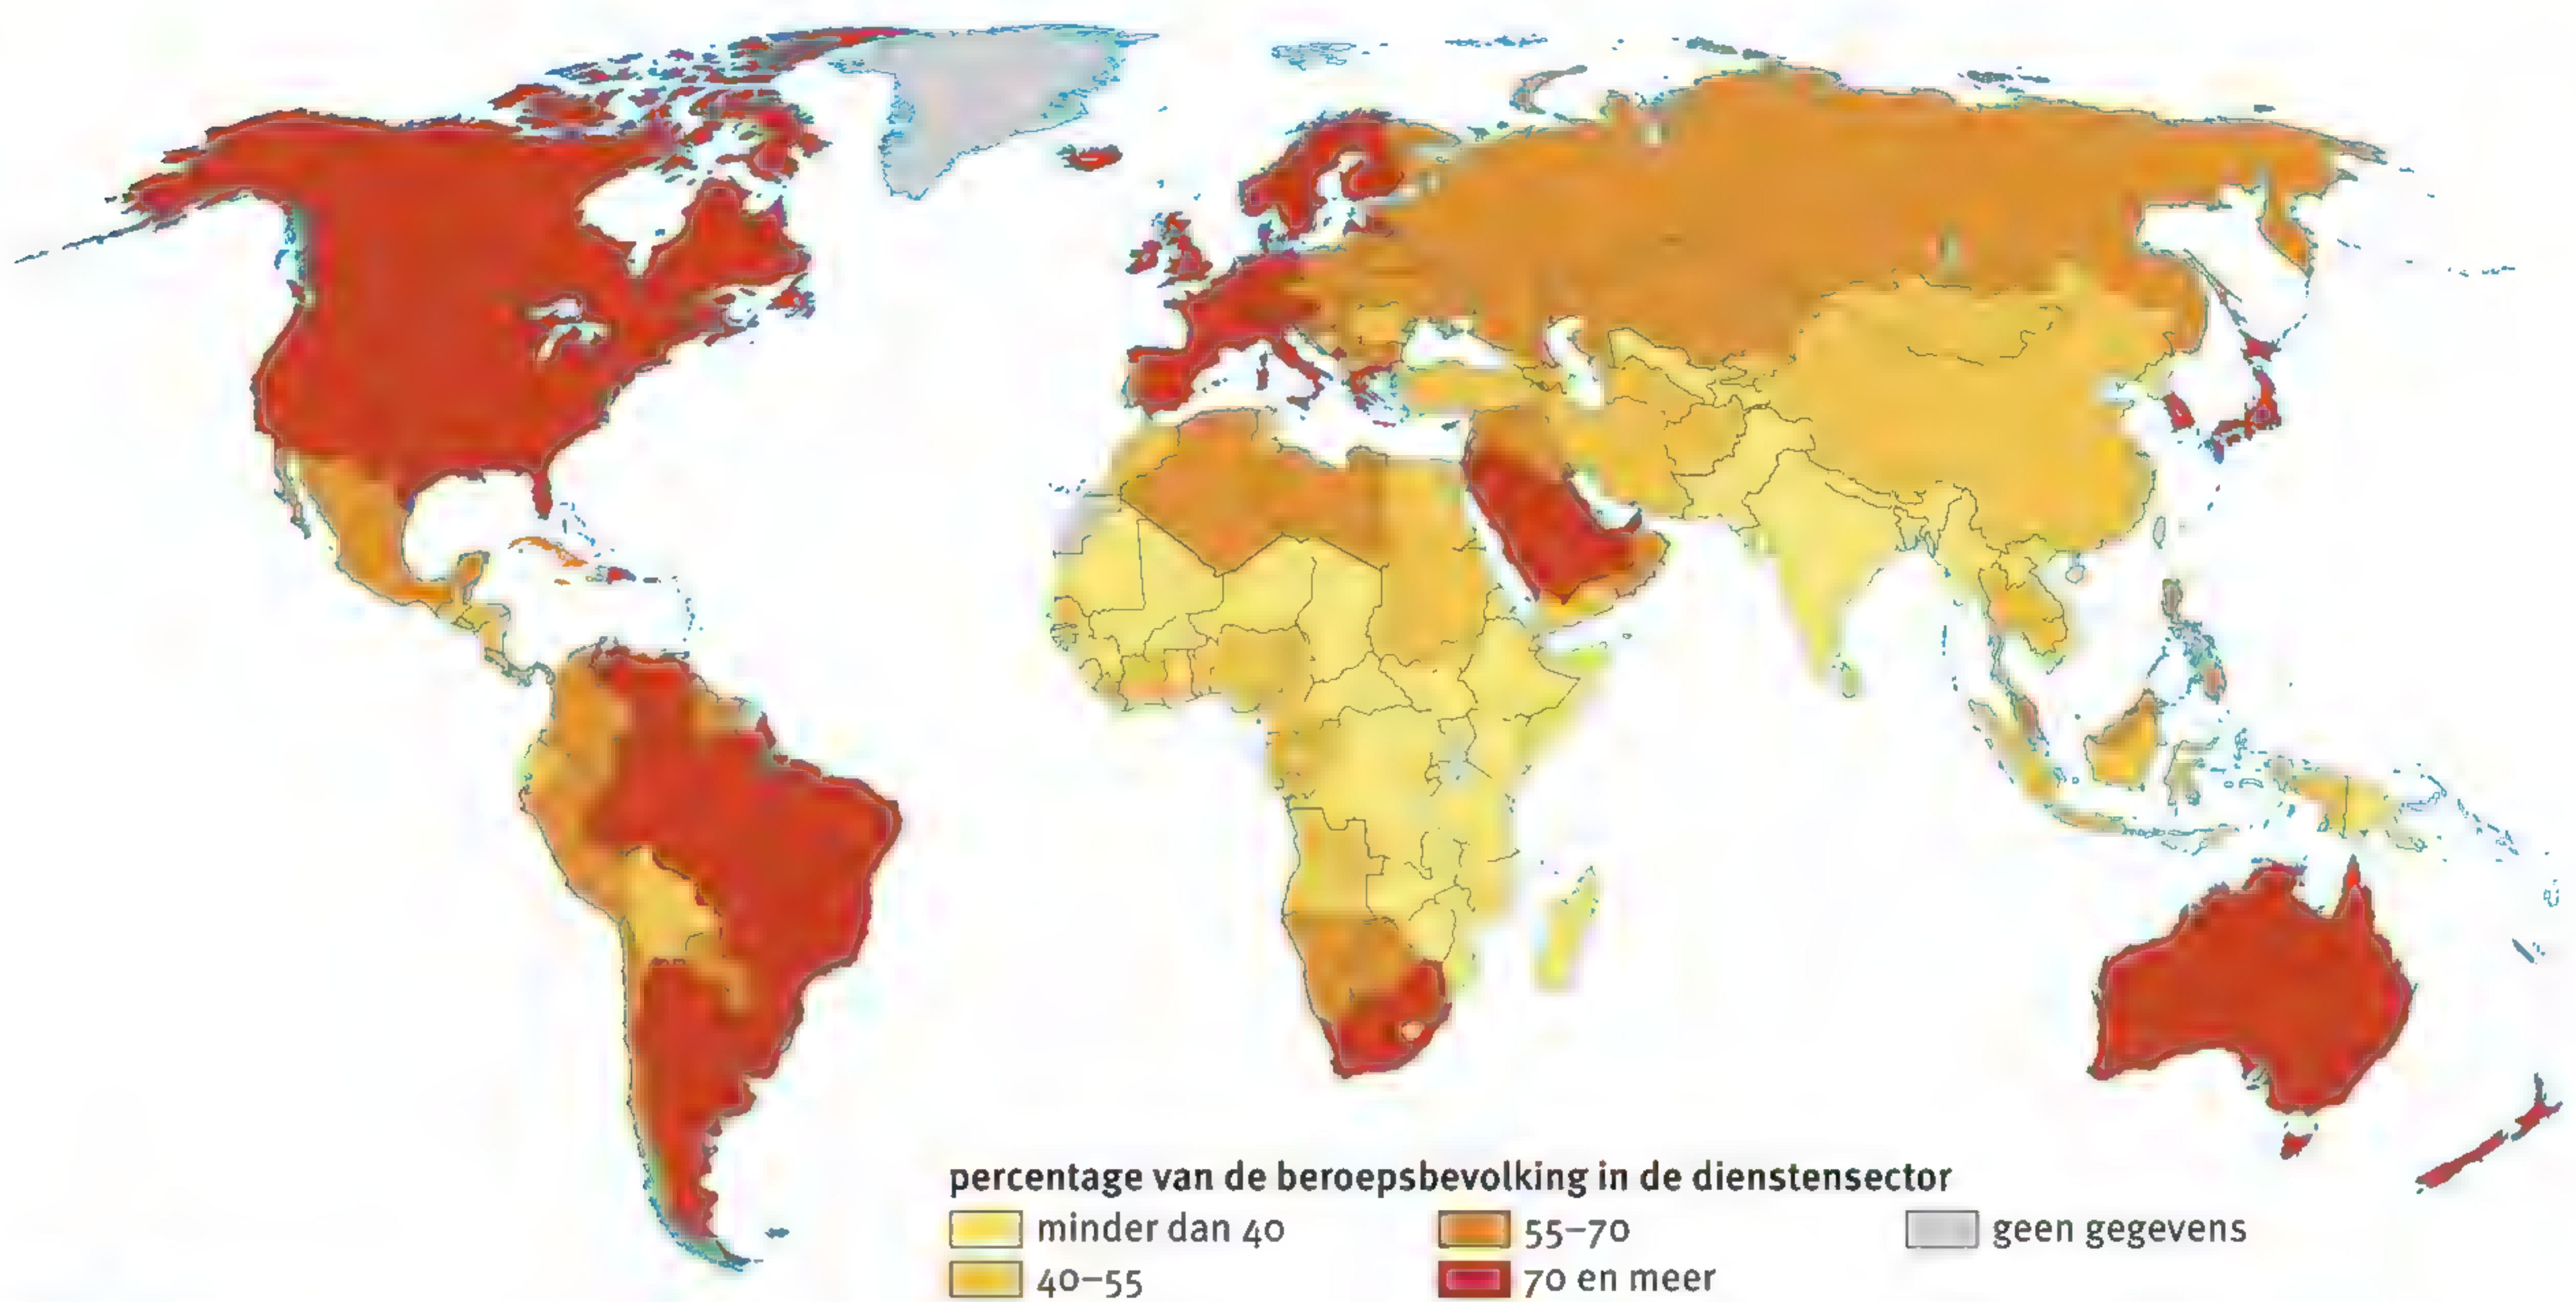 percentage van de beroepsbevolking in de dienstensector
minder dan 40
55–70
geen gegevens
40–55
70 en meer